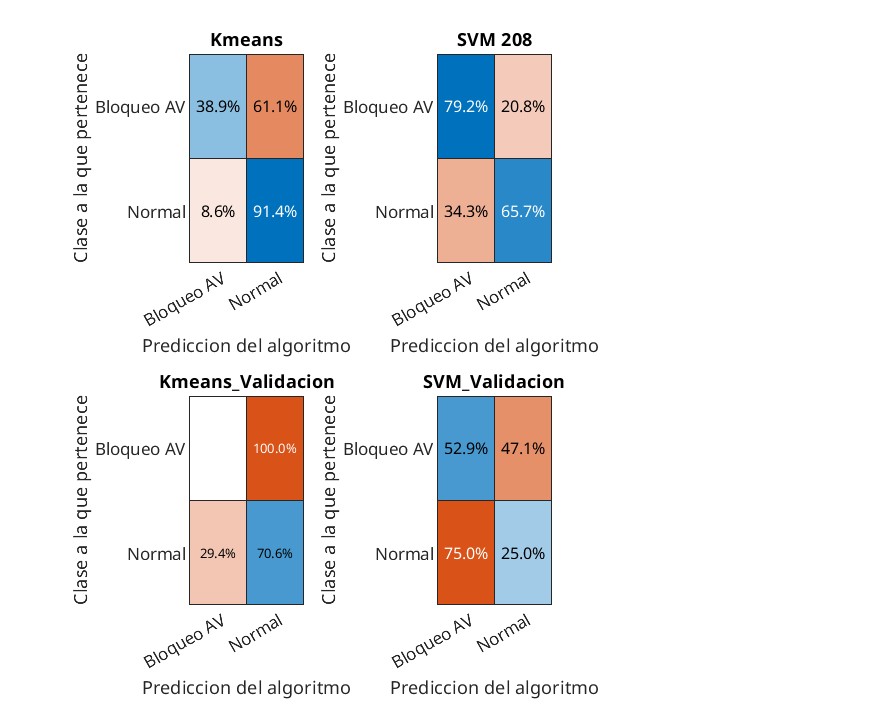 Kmeans
Clase a la que pertenece
Bloqueo AV 38.9% 61.1%
Normal 8.6% 91.4%
Bloqueo AV Normal
Prediccion del algoritmo
SVM 208
Clase a la que pertenece
Bloqueo AV 79.2% 20.8%
Normal 34.3% 65.7%
Bloqueo AV Normal
Prediccion del algoritmo
Kmeans_Validacion
Clase a la que pertenece
Bloqueo AV 100.0%
Normal 29.4% 70.6%
Bloqueo AV Normal
Prediccion del algoritmo
SVM_Validacion
Clase a la que pertenece
Bloqueo AV 52.9% 47.1%
Normal 75.0% 25.0%
Bloqueo AV Normal
Prediccion del algoritmo